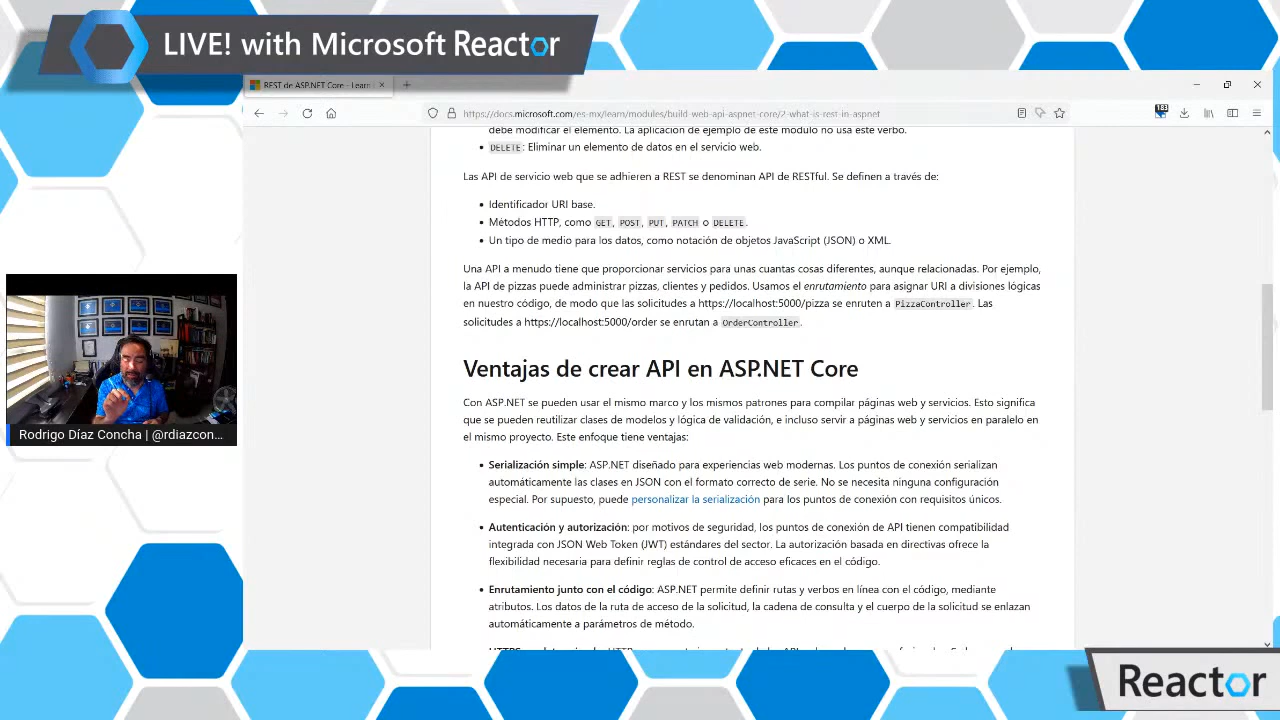 LIVE! with Microsoft Reactor
REST de ASP.NET Core - Learn
https://docs.microsoft.com/es-mx/learn/modules/build-web-api-aspnet-core/2-what-is-rest-in-aspnet
183
debe modificar el elemento. La aplicación de ejemplo de este módulo no usa este verbo.
• DELETE: Eliminar un elemento de datos en el servicio web.
Las API de servicio web que se adhieren a REST se denominan API de RESTful. Se definen a través de:
• Identificador URI base.
• Métodos HTTP, como GET, POST, PUT, PATCH o DELETE.
• Un tipo de medio para los datos, como notación de objetos JavaScript (JSON) o XML.
Una API a menudo tiene que proporcionar servicios para unas cuantas cosas diferentes, aunque relacionadas. Por ejemplo,
la API de pizzas puede administrar pizzas, clientes y pedidos. Usamos el enrutamiento para asignar URI a divisiones lógicas
en nuestro código, de modo que las solicitudes a https://localhost:5000/pizza se enruten a PizzaController. Las
solicitudes a https://localhost:5000/order se enrutan a OrderController.
Ventajas de crear API en ASP.NET Core
Con ASP.NET se pueden usar el mismo marco y los mismos patrones para compilar páginas web y servicios. Esto significa
que se pueden reutilizar clases de modelos y lógica de validación, e incluso servir a páginas web y servicios en paralelo en
el mismo proyecto. Este enfoque tiene ventajas:
• Serialización simple: ASP.NET diseñado para experiencias web modernas. Los puntos de conexión serializan
automáticamente las clases en JSON con el formato correcto de serie. No se necesita ninguna configuración
especial. Por supuesto, puede personalizar la serialización para los puntos de conexión con requisitos únicos.
• Autenticación y autorización: por motivos de seguridad, los puntos de conexión de API tienen compatibilidad
integrada con JSON Web Token (JWT) estándares del sector. La autorización basada en directivas ofrece la
flexibilidad necesaria para definir reglas de control de acceso eficaces en el código.
• Enrutamiento junto con el código: ASP.NET permite definir rutas y verbos en línea con el código, mediante
atributos. Los datos de la ruta de acceso de la solicitud, la cadena de consulta y el cuerpo de la solicitud se enlazan
automáticamente a parámetros de método.
Rodrigo Díaz Concha | @rdiazcon...
Reactor